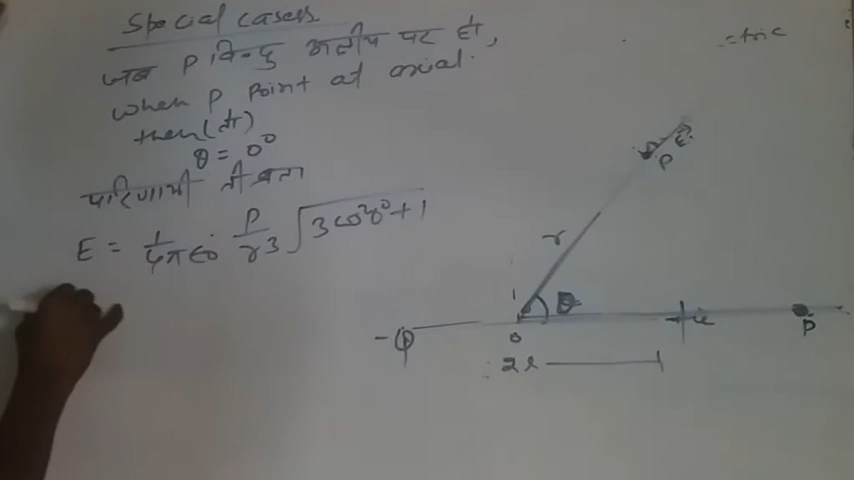 Special cases.
जब P बिन्दु अक्षीय पर हो,
when P point at axial.
then (तो)
θ = 0°
परिणामी तीव्रता
E = 1/4πε0 P/r3 √3cos²0°+1
ctric
E
P
r
θ
-q
o
P
2l